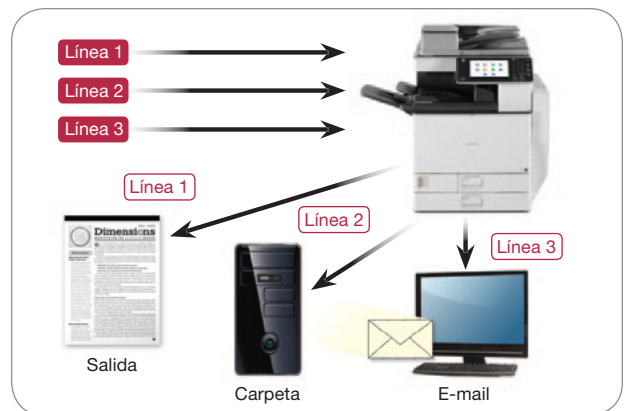 Línea 1
Línea 2
Línea 3
Línea 1
Línea 2
Línea 3
Dimensions
Salida
Carpeta
E-mail